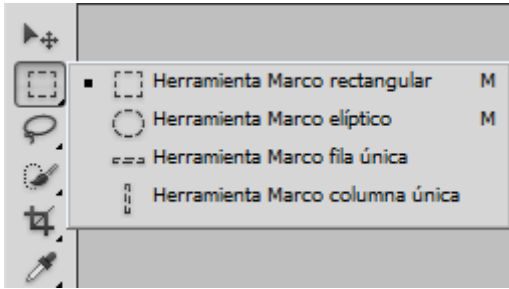 Herramienta Marco rectangular M
Herramienta Marco elíptico M
Herramienta Marco fila única
Herramienta Marco columna única